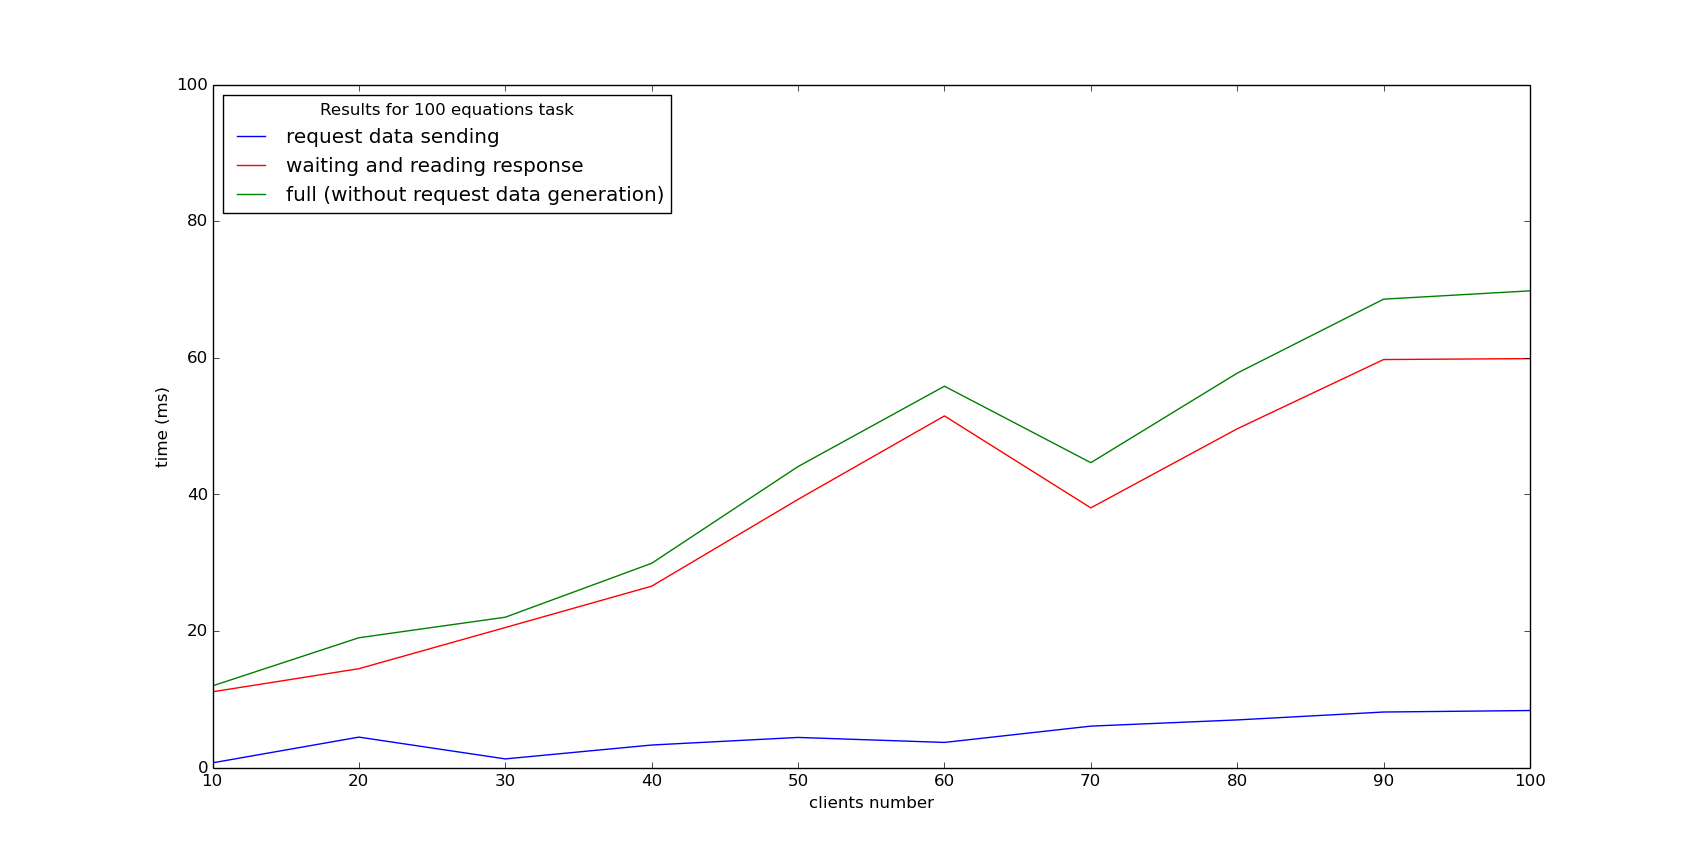 Results for 100 equations task
request data sending
waiting and reading response
full (without request data generation)
100
80
60
40
20
0
time (ms)
10 20 30 40 50 60 70 80 90 100
clients number